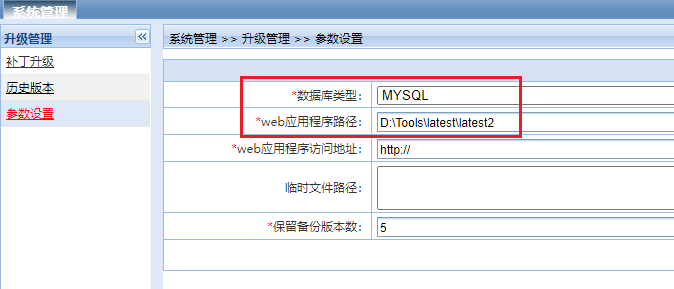 系统管理
升级管理
补丁升级
历史版本
参数设置
系统管理 >> 升级管理 >> 参数设置
*数据库类型: MYSQL
*web应用程序路径: D:\Tools\latest\latest2
*web应用程序访问地址: http://
临时文件路径:
*保留备份版本数: 5